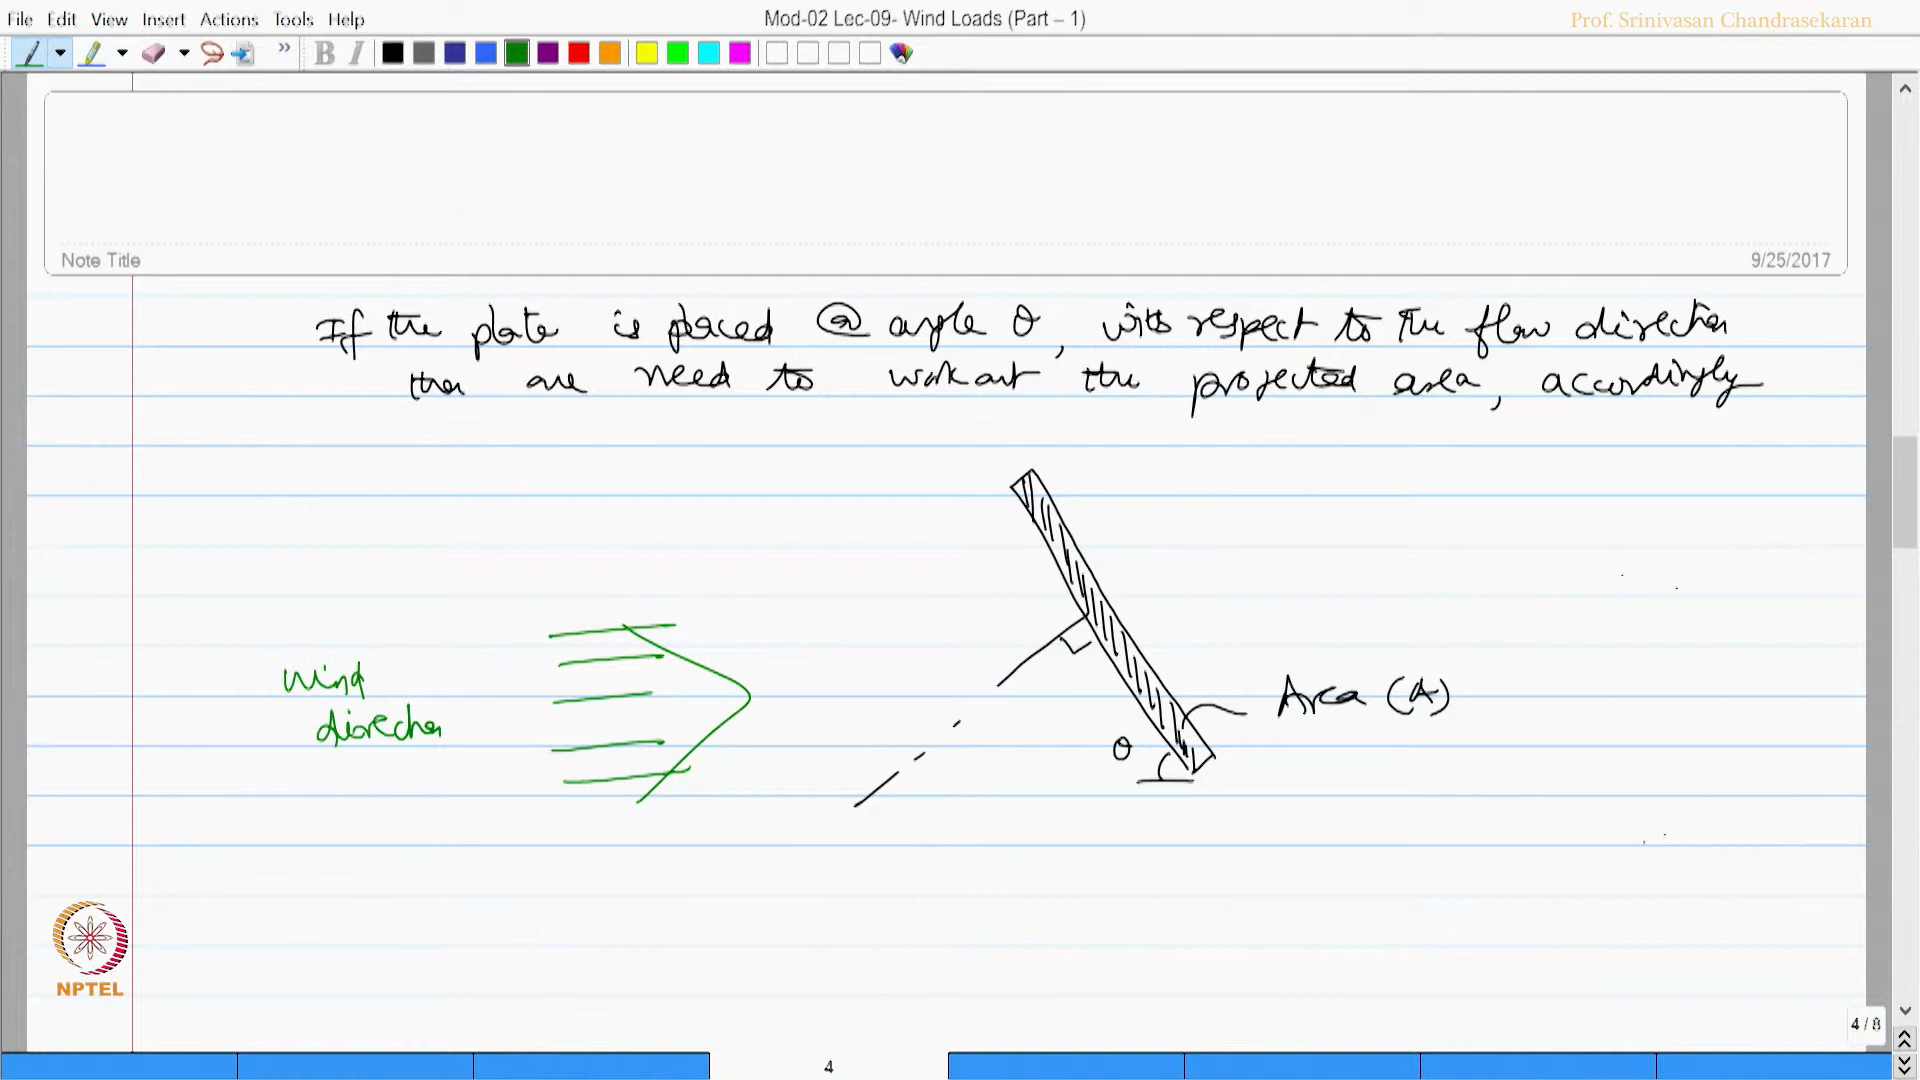 File Edit View Insert Actions Tools Help
Mod-02 Lec-09- Wind Loads (Part – 1)
Prof. Srinivasan Chandrasekaran
B I
Note Title
9/25/2017
If the plate is placed @ angle θ, with respect to the flow direction
then one need to work out the projected area, accordingly
Wind
direction
Area (A)
θ
NPTEL
4 / 8
4